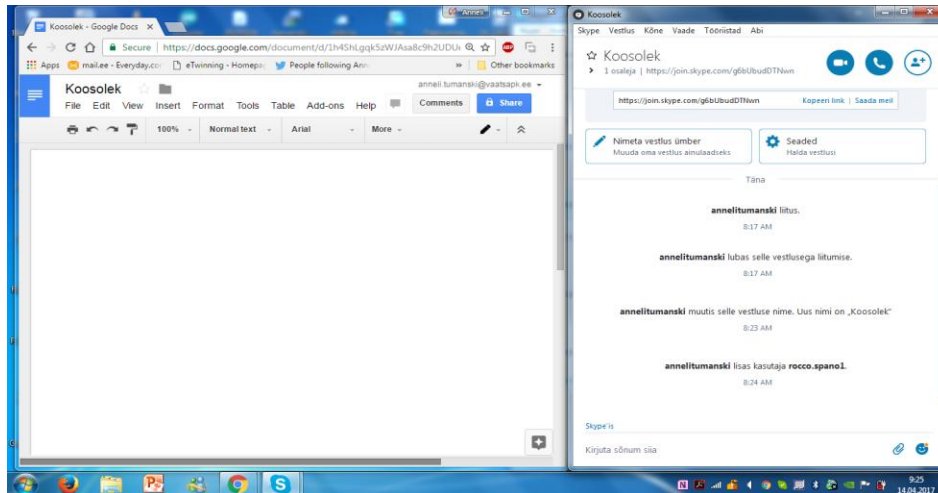 Koosolek - Google Docs
Secure | https://docs.google.com/document/d/1h4ShLgqk5zWJAsa8c9h2UDU
Apps
mail.ee - Everyday.co
eTwinning - Homepag
People following Ann
Other bookmarks
Koosolek
anneli.tumanski@vaatsapk.ee
File Edit View Insert Format Tools Table Add-ons Help
Comments
Share
100%
Normal text
Arial
More
Koosolek
Skype Vestlus Kõne Vaade Tööriistad Abi
Koosolek
1 osaleja | https://join.skype.com/g6bUbudDTNwn
https://join.skype.com/g6bUbudDTNwn
Kopeeri link | Saada meil
Nimeta vestlus ümber
Muuda oma vestlus ainulaadseks
Seaded
Halda vestlusi
Täna
annelitumanski liitus.
8:17 AM
annelitumanski lubas selle vestlusega liitumise.
8:17 AM
annelitumanski muutis selle vestluse nime. Uus nimi on „Koosolek"
8:23 AM
annelitumanski lisas kasutaja rocco.spano1.
8:24 AM
Skype'is
Kirjuta sõnum siia
9:25
14.04.2017